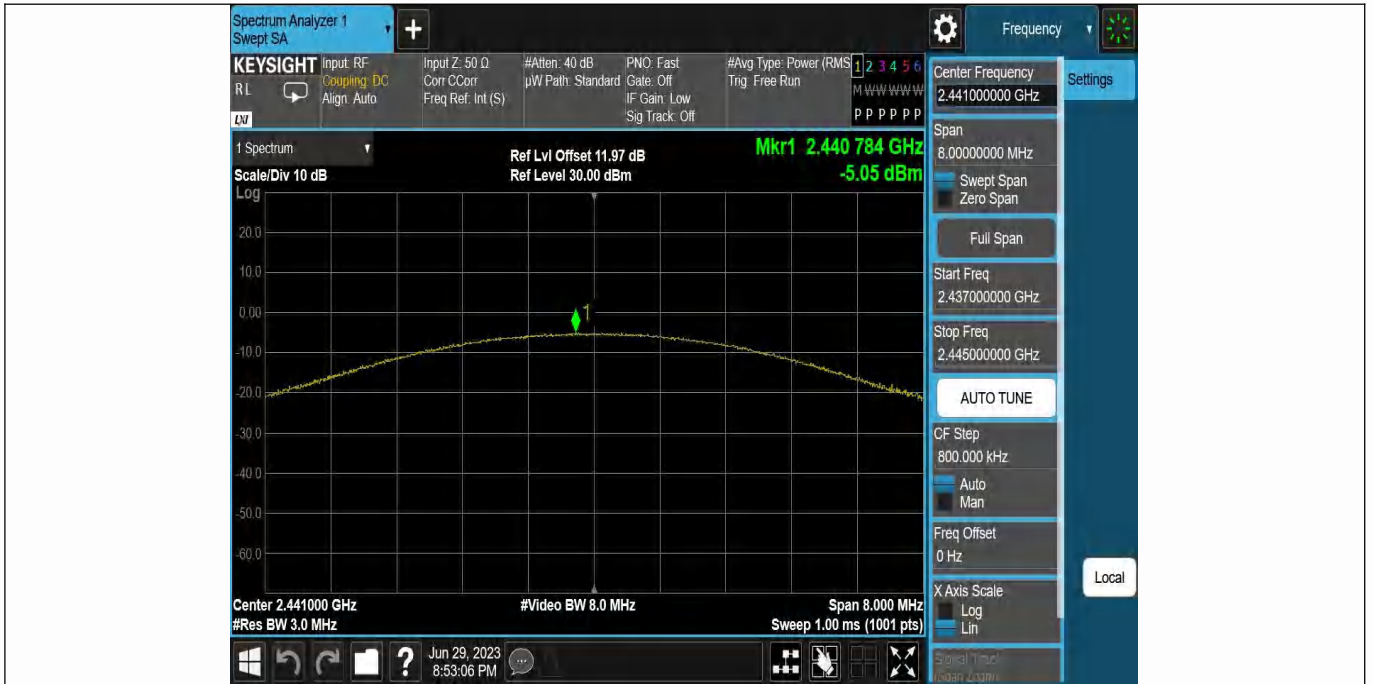 Spectrum Analyzer 1
Swept SA
+
Frequency
KEYSIGHT
RL
LXI
Input: RF
Coupling: DC
Align: Auto
Input Z: 50 Ω
Corr CCorr
Freq Ref: Int (S)
#Atten: 40 dB
µW Path: Standard
PNO: Fast
Gate: Off
IF Gain: Low
Sig Track: Off
#Avg Type: Power (RMS
Trig: Free Run
1 2 3 4 5 6
M W W W W W
P P P P P P
1 Spectrum
Scale/Div 10 dB
Ref Lvl Offset 11.97 dB
Ref Level 30.00 dBm
Mkr1 2.440 784 GHz
-5.05 dBm
Log
20.0
10.0
0.00
-10.0
-20.0
-30.0
-40.0
-50.0
-60.0
1
Center 2.441000 GHz
#Res BW 3.0 MHz
#Video BW 8.0 MHz
Span 8.000 MHz
Sweep 1.00 ms (1001 pts)
Center Frequency
2.441000000 GHz
Settings
Span
8.00000000 MHz
Swept Span
Zero Span
Full Span
Start Freq
2.437000000 GHz
Stop Freq
2.445000000 GHz
AUTO TUNE
CF Step
800.000 kHz
Auto
Man
Freq Offset
0 Hz
X Axis Scale
Log
Lin
Signal Track
(Span Zoom)
Local
?
Jun 29, 2023
8:53:06 PM